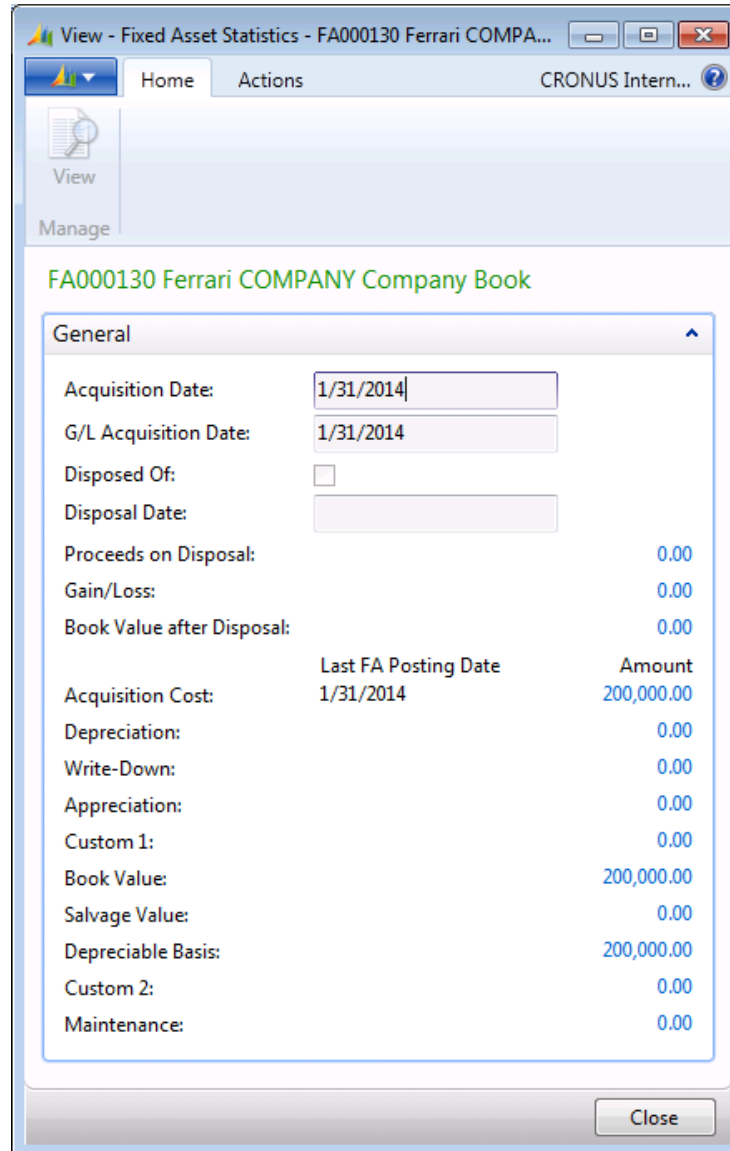 View - Fixed Asset Statistics - FA000130 Ferrari COMPA...
Home Actions CRONUS Intern...
View
Manage
FA000130 Ferrari COMPANY Company Book
General
Acquisition Date: 1/31/2014
G/L Acquisition Date: 1/31/2014
Disposed Of:
Disposal Date:
Proceeds on Disposal: 0.00
Gain/Loss: 0.00
Book Value after Disposal: 0.00
Last FA Posting Date Amount
Acquisition Cost: 1/31/2014 200,000.00
Depreciation: 0.00
Write-Down: 0.00
Appreciation: 0.00
Custom 1: 0.00
Book Value: 200,000.00
Salvage Value: 0.00
Depreciable Basis: 200,000.00
Custom 2: 0.00
Maintenance: 0.00
Close